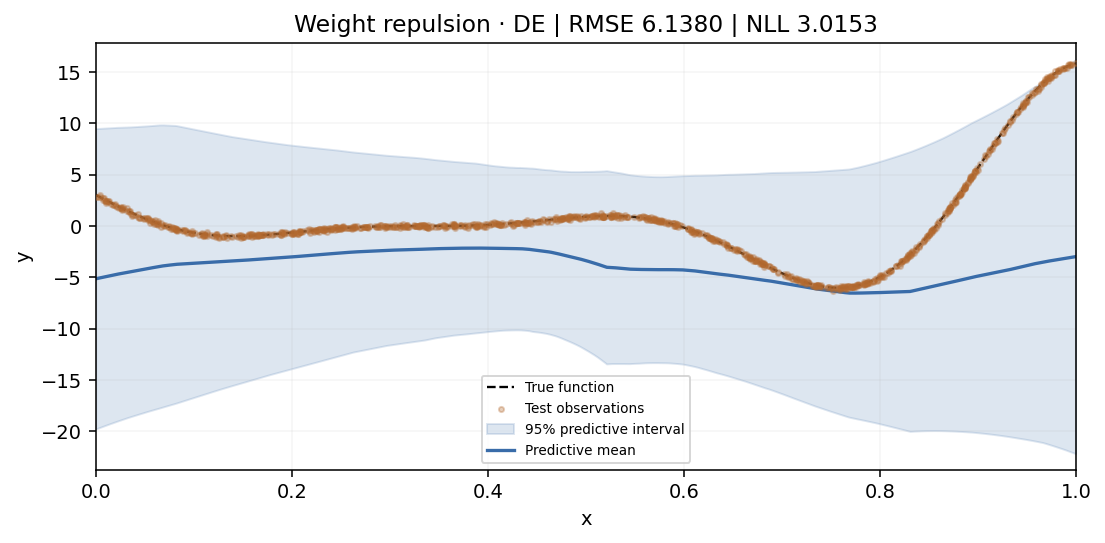 Weight repulsion · DE | RMSE 6.1380 | NLL 3.0153
15
10
5
0
−5
−10
−15
−20
y
True function
Test observations
95% predictive interval
Predictive mean
0.0 0.2 0.4 0.6 0.8 1.0
x